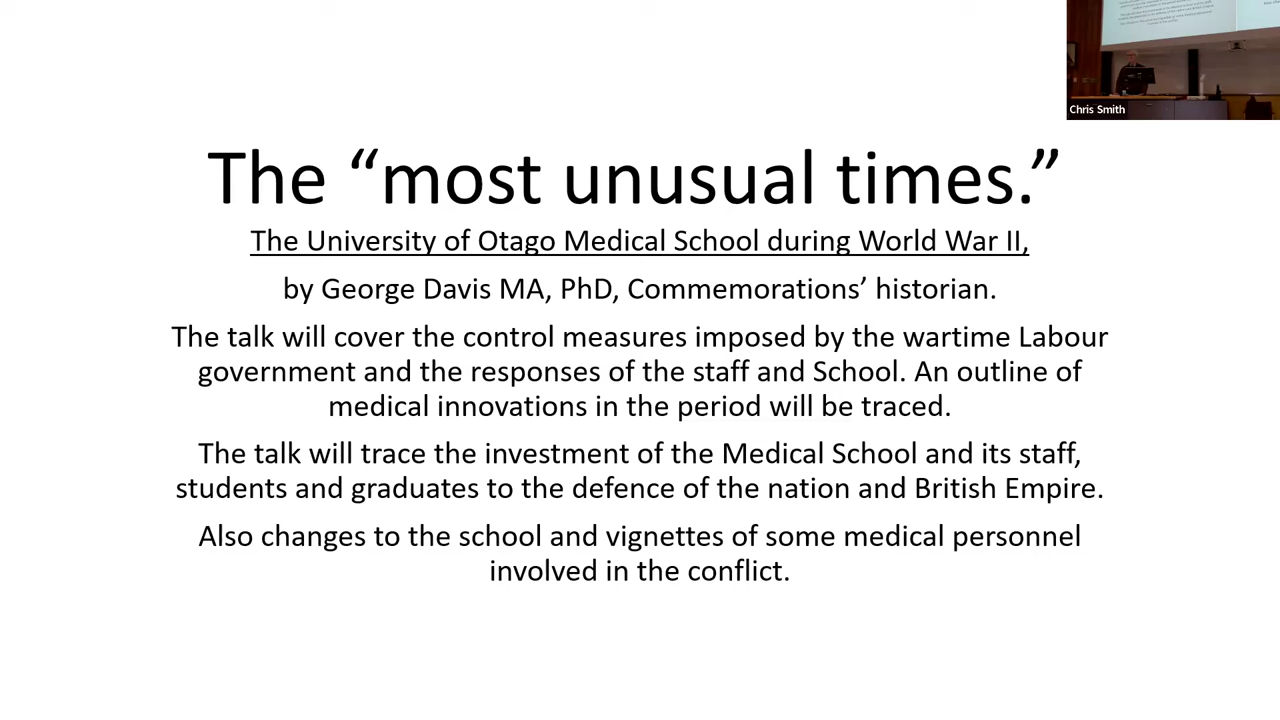 Chris Smith
The “most unusual times.”
The University of Otago Medical School during World War II,
by George Davis MA, PhD, Commemorations’ historian.
The talk will cover the control measures imposed by the wartime Labour
government and the responses of the staff and School. An outline of
medical innovations in the period will be traced.
The talk will trace the investment of the Medical School and its staff,
students and graduates to the defence of the nation and British Empire.
Also changes to the school and vignettes of some medical personnel
involved in the conflict.